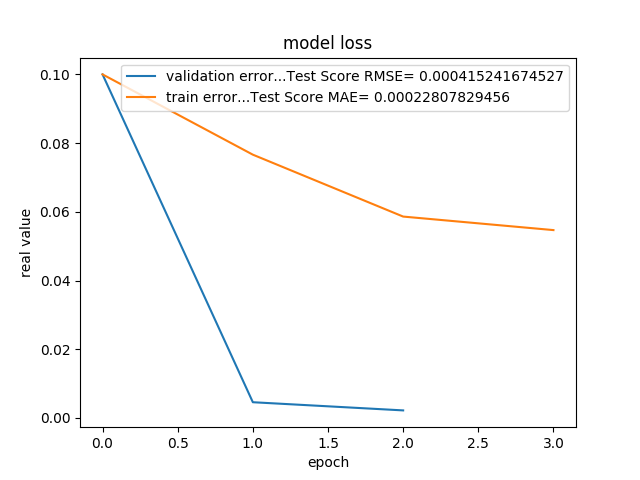 model loss
validation error...Test Score RMSE= 0.000415241674527
train error...Test Score MAE= 0.00022807829456
real value
0.10
0.08
0.06
0.04
0.02
0.00
0.0 0.5 1.0 1.5 2.0 2.5 3.0
epoch